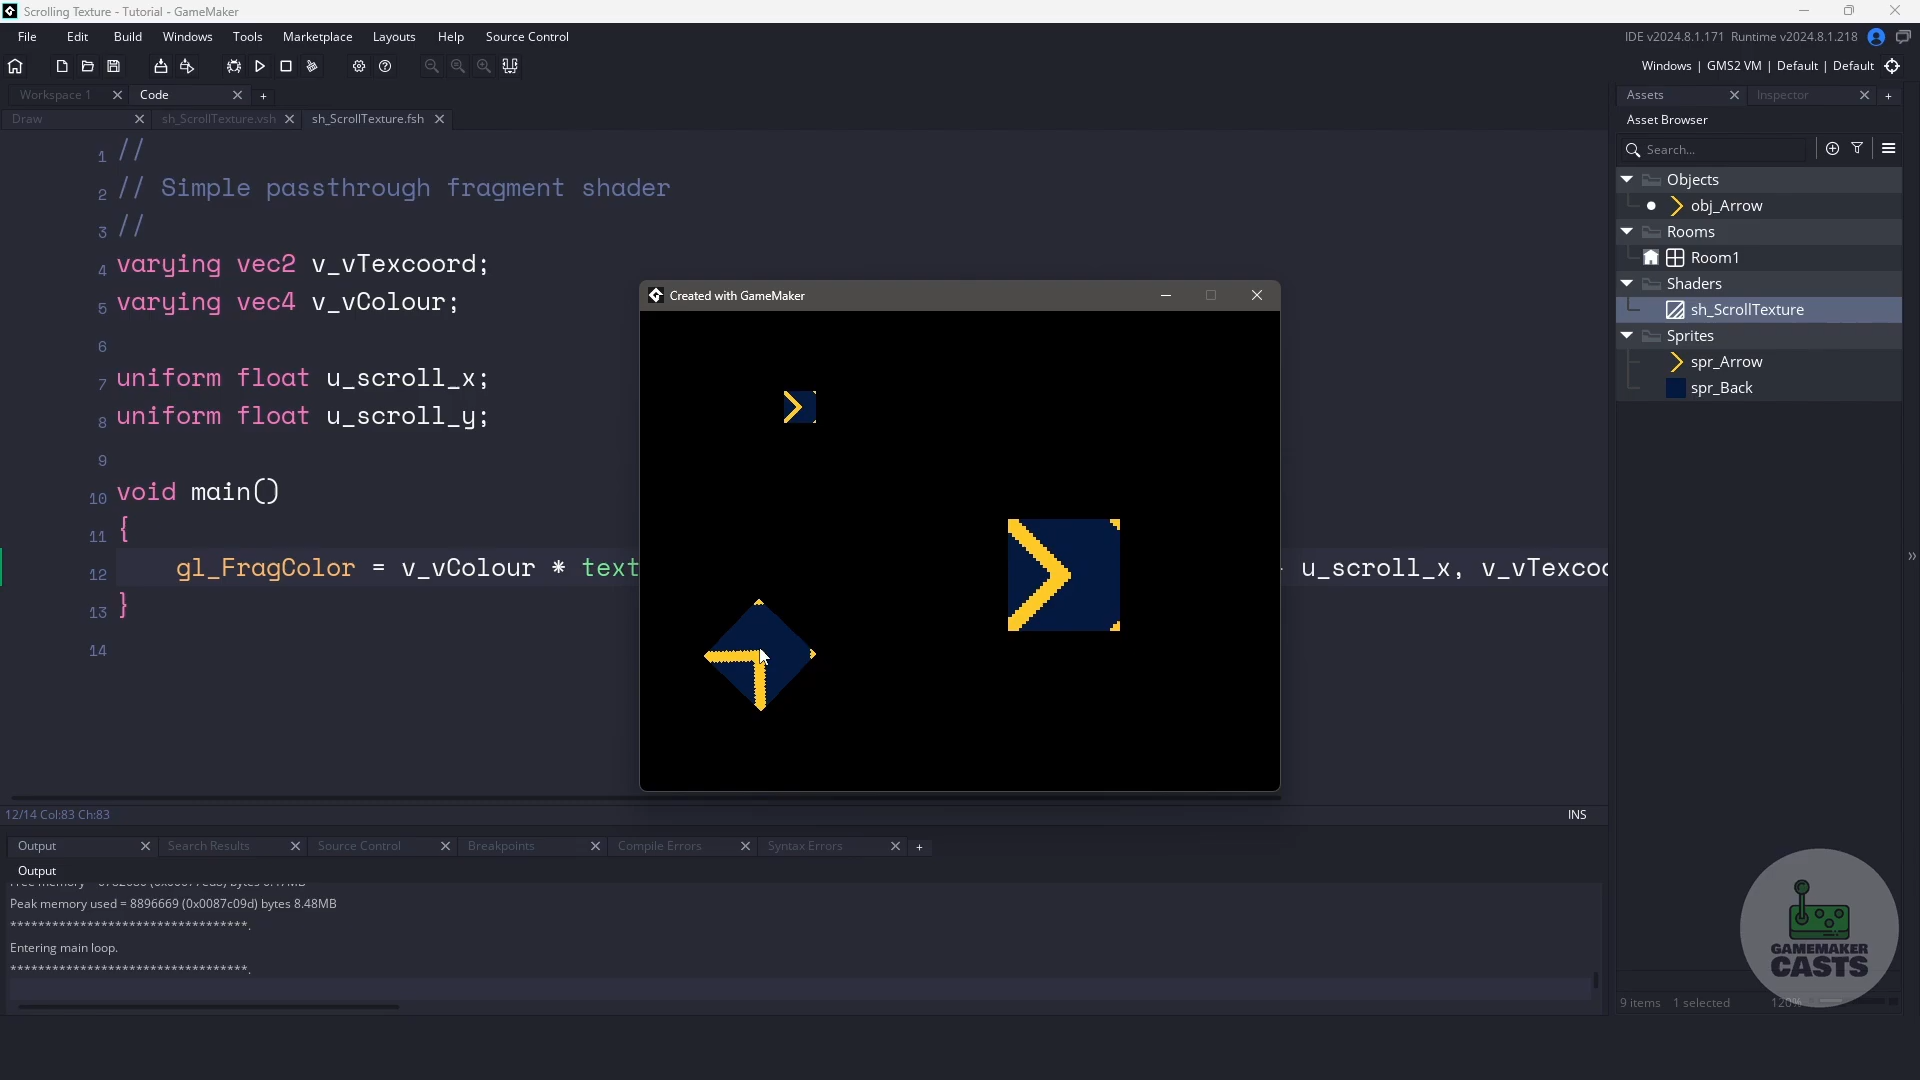 Scrolling Texture - Tutorial - GameMaker
File Edit Build Windows Tools Marketplace Layouts Help Source Control
IDE v2024.8.1.171 Runtime v2024.8.1.218
Windows | GMS2 VM | Default | Default
Workspace 1 Code
Draw sh_ScrollTexture.vsh sh_ScrollTexture.fsh
1 //
2 // Simple passthrough fragment shader
3 //
4 varying vec2 v_vTexcoord;
5 varying vec4 v_vColour;
6
7 uniform float u_scroll_x;
8 uniform float u_scroll_y;
9
10 void main()
11 {
12 gl_FragColor = v_vColour * text u_scroll_x, v_vTexcoo
13 }
14
Created with GameMaker
12/14 Col:83 Ch:83
INS
Assets Inspector
Asset Browser
Search...
Objects
obj_Arrow
Rooms
Room1
Shaders
sh_ScrollTexture
Sprites
spr_Arrow
spr_Back
Output Search Results Source Control Breakpoints Compile Errors Syntax Errors
Output
Peak memory used = 8896669 (0x0087c09d) bytes 8.48MB
**********************************.
Entering main loop.
**********************************.
GAMEMAKER
CASTS
9 items 1 selected 120%